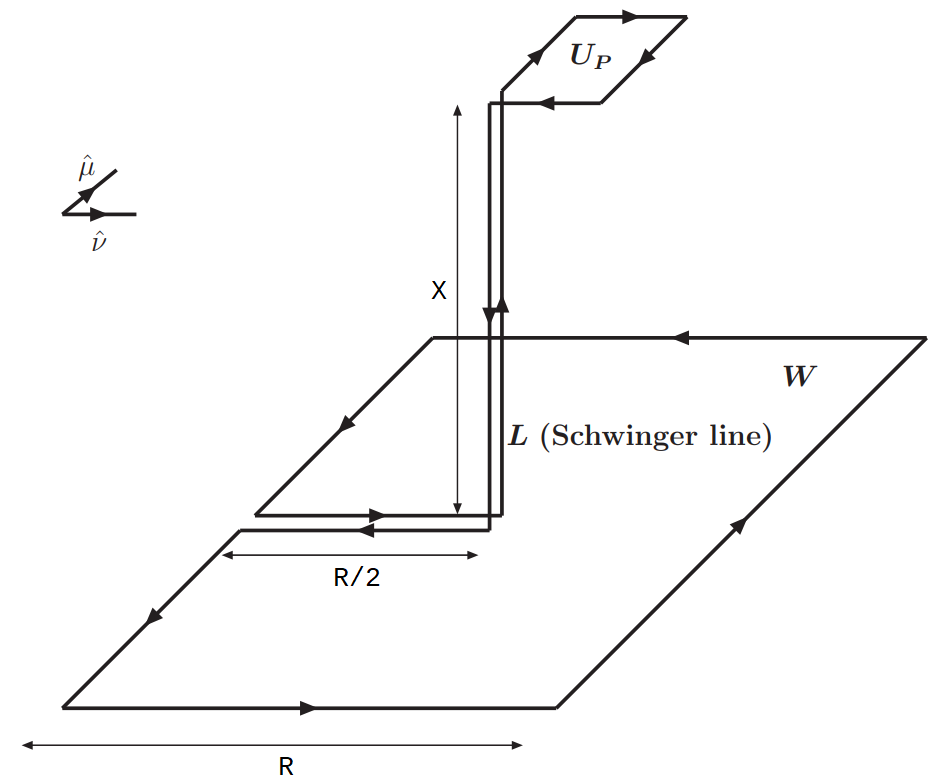 U_P
μ̂
ν̂
X
W
L (Schwinger line)
R/2
R